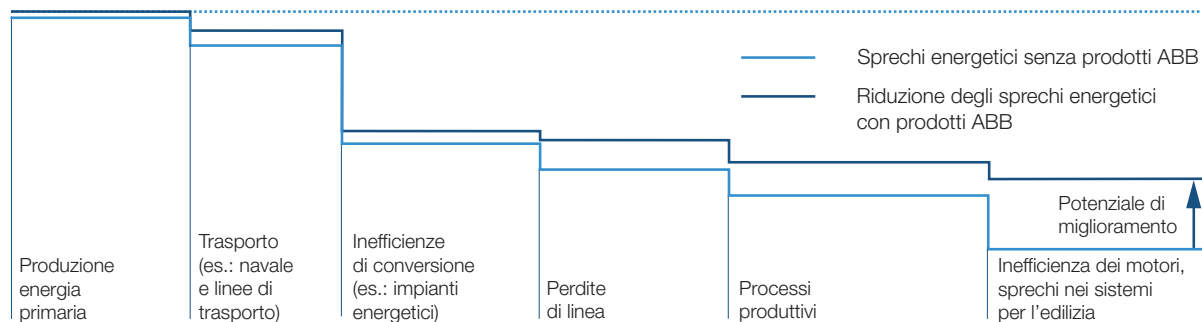 Sprechi energetici senza prodotti ABB
Riduzione degli sprechi energetici
con prodotti ABB
Potenziale di
miglioramento
Produzione
energia
primaria
Trasporto
(es.: navale
e linee di
trasporto)
Inefficienze
di conversione
(es.: impianti
energetici)
Perdite
di linea
Processi
produttivi
Inefficienza dei motori,
sprechi nei sistemi
per l'edilizia